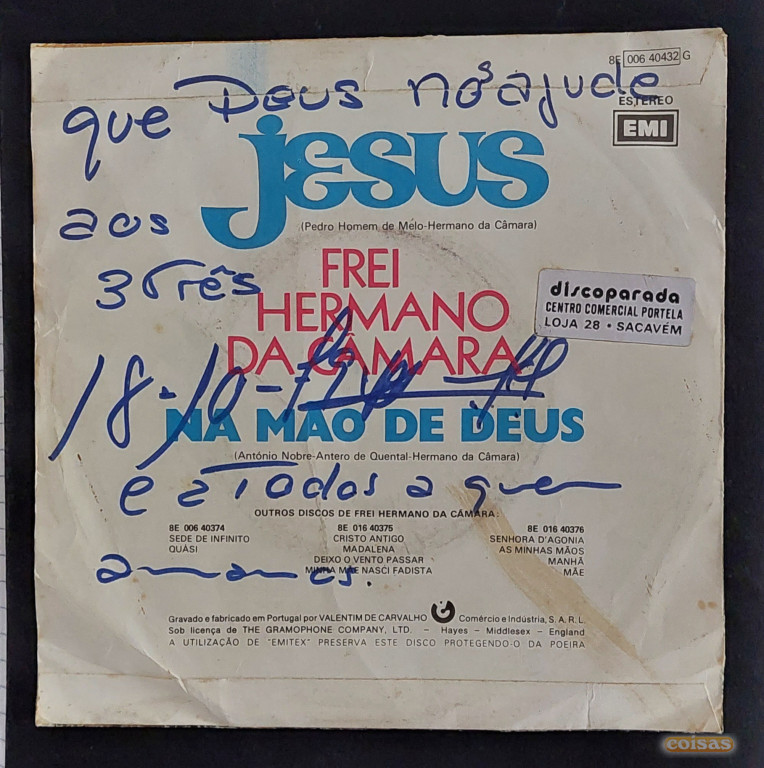 8E 006 40432 G
que Deus nos ajude
ESTEREO
EMI
jesus
(Pedro Homem de Melo-Hermano da Câmara)
aos
3 três
FREI
HERMANO
DA CÂMARA
discoparada
CENTRO COMERCIAL PORTELA
LOJA 28 • SACAVÉM
18-10-
NA MÃO DE DEUS
(António Nobre-Antero de Quental-Hermano da Câmara)
e a Todos a quem
OUTROS DISCOS DE FREI HERMANO DA CÂMARA:
8E 006 40374
SEDE DE INFINITO
QUÁSI
8E 016 40375
CRISTO ANTIGO
MADALENA
DEIXO O VENTO PASSAR
MINHA MÃE NASCI FADISTA
8E 016 40376
SENHORA D'AGONIA
AS MINHAS MÃOS
MANHÃ
MÃE
amamos.
Gravado e fabricado em Portugal por VALENTIM DE CARVALHO Comércio e Indústria, S. A. R. L.
Sob licença de THE GRAMOPHONE COMPANY, LTD. – Hayes – Middlesex – England
A UTILIZAÇÃO DE "EMITEX" PRESERVA ESTE DISCO PROTEGENDO-O DA POEIRA
coisas